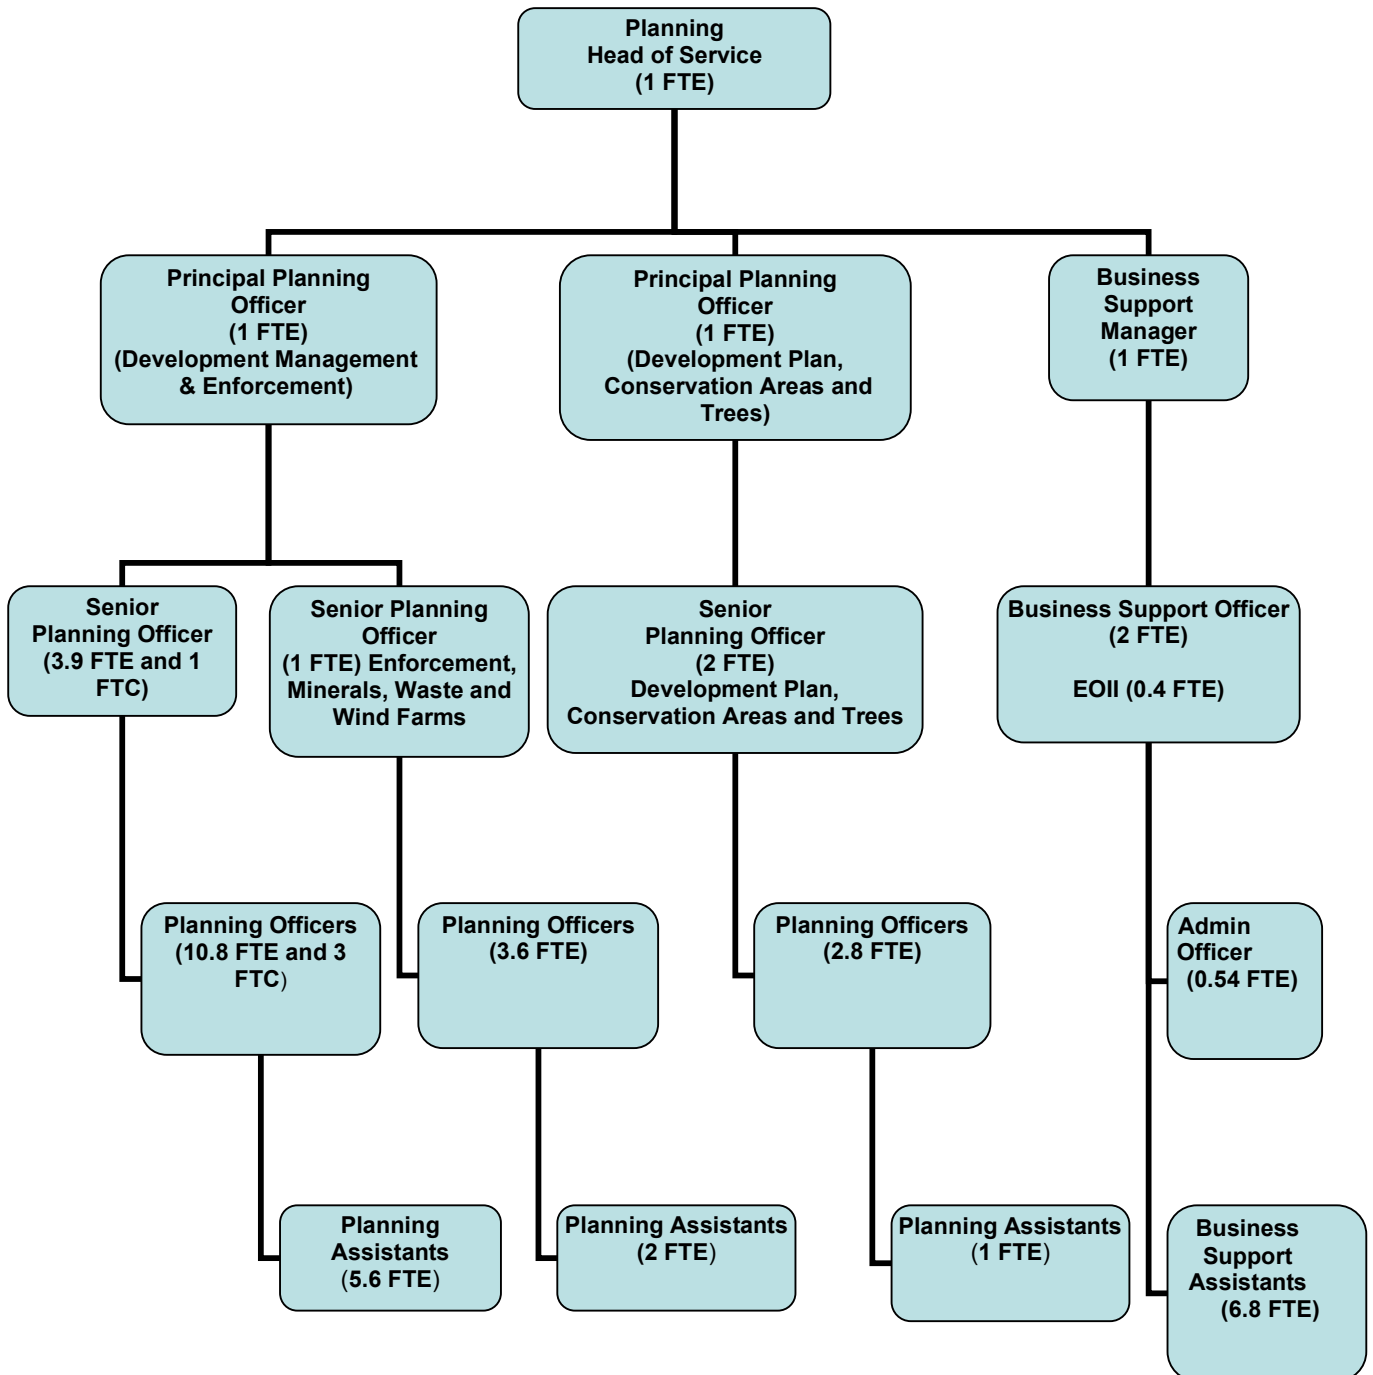 Planning
Head of Service
(1 FTE)
Principal Planning
Officer
(1 FTE)
(Development Management
& Enforcement)
Principal Planning
Officer
(1 FTE)
(Development Plan,
Conservation Areas and
Trees)
Business
Support
Manager
(1 FTE)
Senior
Planning Officer
(3.9 FTE and 1
FTC)
Senior Planning
Officer
(1 FTE) Enforcement,
Minerals, Waste and
Wind Farms
Senior
Planning Officer
(2 FTE)
Development Plan,
Conservation Areas and Trees
Business Support Officer
(2 FTE)
EOII (0.4 FTE)
Planning Officers
(10.8 FTE and 3
FTC)
Planning Officers
(3.6 FTE)
Planning Officers
(2.8 FTE)
Admin
Officer
(0.54 FTE)
Planning
Assistants
(5.6 FTE)
Planning Assistants
(2 FTE)
Planning Assistants
(1 FTE)
Business
Support
Assistants
(6.8 FTE)